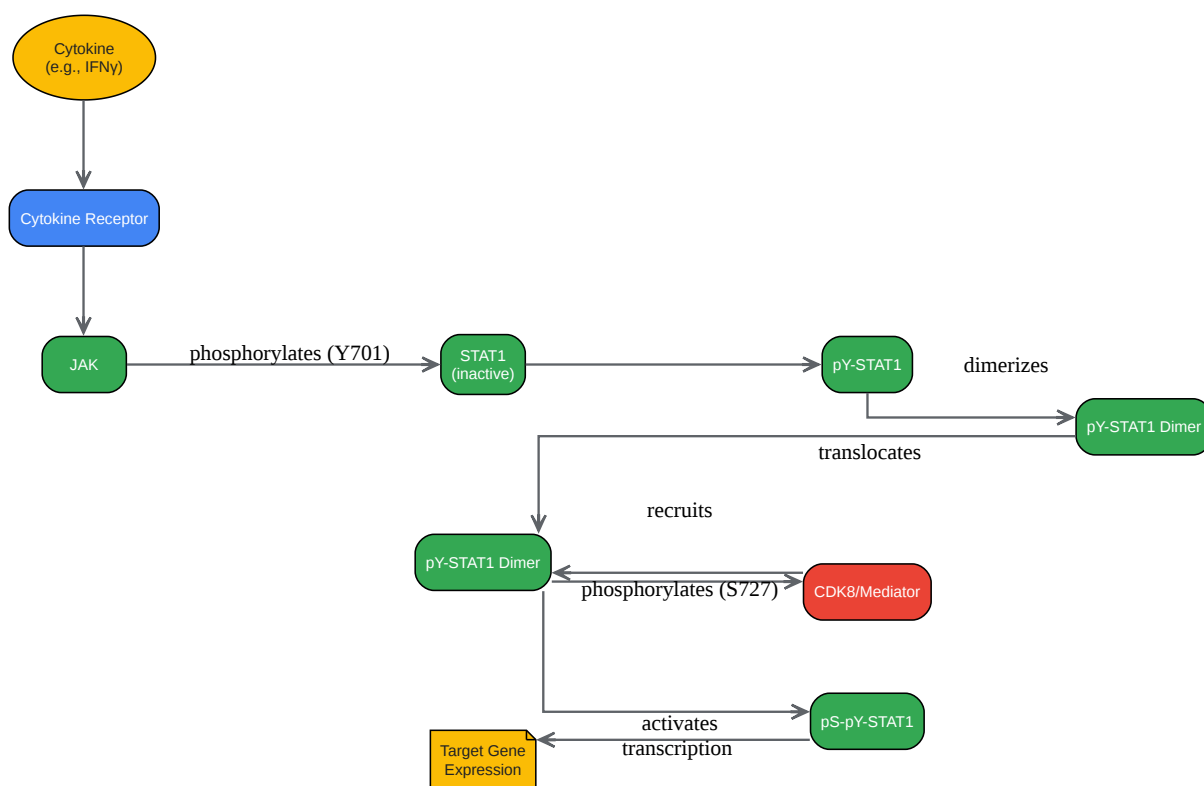 Cytokine
(e.g., IFNγ)
Cytokine Receptor
JAK
phosphorylates (Y701)
STAT1
(inactive)
pY-STAT1
dimerizes
pY-STAT1 Dimer
translocates
recruits
pY-STAT1 Dimer
phosphorylates (S727)
CDK8/Mediator
pS-pY-STAT1
activates
transcription
Target Gene
Expression